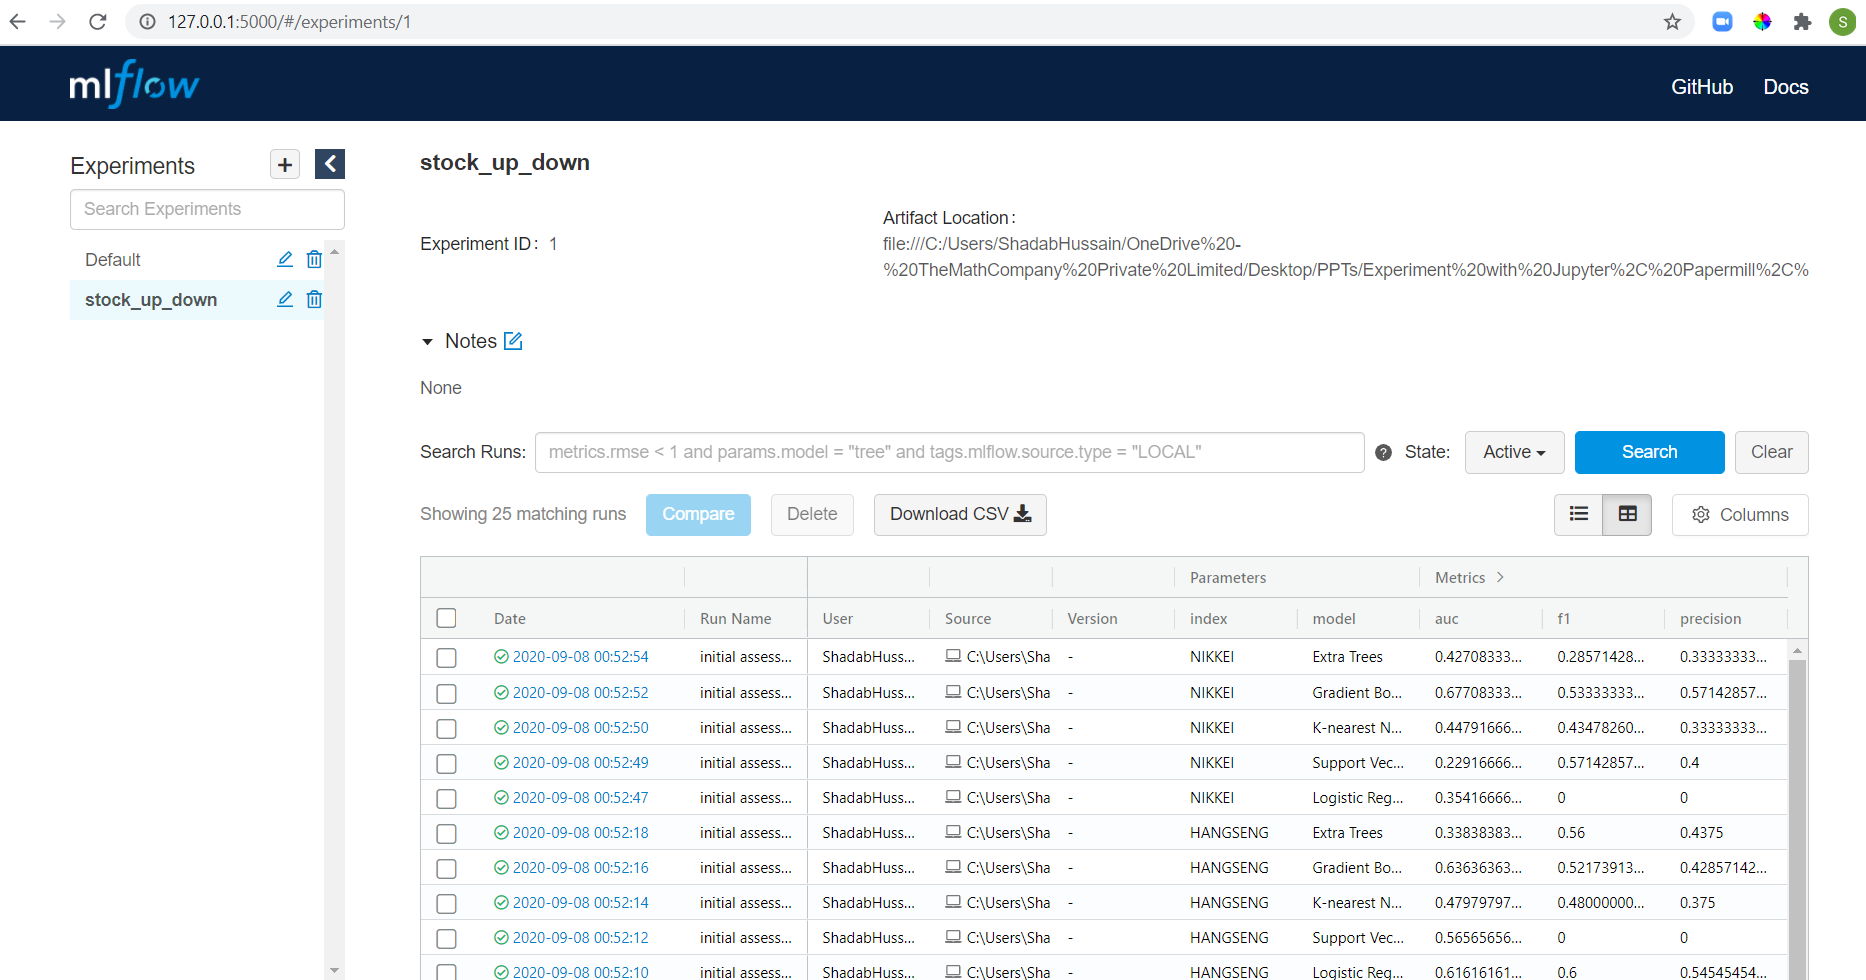 127.0.0.1:5000/#/experiments/1
S
mlflow
GitHub Docs
Experiments
Search Experiments
Default
stock_up_down
stock_up_down
Experiment ID: 1
Artifact Location:
file:///C:/Users/ShadabHussain/OneDrive%20-
%20TheMathCompany%20Private%20Limited/Desktop/PPTs/Experiment%20with%20Jupyter%2C%20Papermill%2C%
Notes
None
Search Runs: metrics.rmse < 1 and params.model = "tree" and tags.mlflow.source.type = "LOCAL" ? State: Active Search Clear
Showing 25 matching runs Compare Delete Download CSV Columns
Parameters Metrics >
Date Run Name User Source Version index model auc f1 precision
2020-09-08 00:52:54 initial assess... ShadabHuss... C:\Users\Sha - NIKKEI Extra Trees 0.42708333... 0.28571428... 0.33333333...
2020-09-08 00:52:52 initial assess... ShadabHuss... C:\Users\Sha - NIKKEI Gradient Bo... 0.67708333... 0.53333333... 0.57142857...
2020-09-08 00:52:50 initial assess... ShadabHuss... C:\Users\Sha - NIKKEI K-nearest N... 0.44791666... 0.43478260... 0.33333333...
2020-09-08 00:52:49 initial assess... ShadabHuss... C:\Users\Sha - NIKKEI Support Vec... 0.22916666... 0.57142857... 0.4
2020-09-08 00:52:47 initial assess... ShadabHuss... C:\Users\Sha - NIKKEI Logistic Reg... 0.35416666... 0 0
2020-09-08 00:52:18 initial assess... ShadabHuss... C:\Users\Sha - HANGSENG Extra Trees 0.33838383... 0.56 0.4375
2020-09-08 00:52:16 initial assess... ShadabHuss... C:\Users\Sha - HANGSENG Gradient Bo... 0.63636363... 0.52173913... 0.42857142...
2020-09-08 00:52:14 initial assess... ShadabHuss... C:\Users\Sha - HANGSENG K-nearest N... 0.47979797... 0.48000000... 0.375
2020-09-08 00:52:12 initial assess... ShadabHuss... C:\Users\Sha - HANGSENG Support Vec... 0.56565656... 0 0
2020-09-08 00:52:10 initial assess... ShadabHuss... C:\Users\Sha - HANGSENG Logistic Reg... 0.61616161... 0.6 0.54545454...